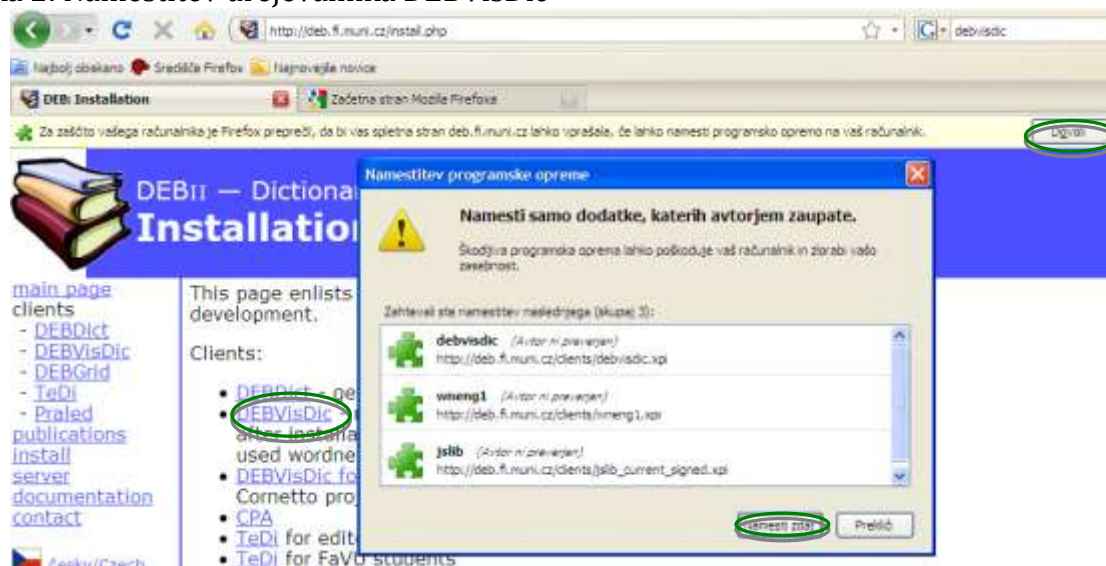 http://deb.fi.muni.cz/install.php
debvisdic
Najbolj obiskano Središče Firefox Najnovejše novice
DEB: Installation Začetna stran Mozille Firefoxa
Za zaščito vašega računalnika je Firefox preprečil, da bi vas spletna stran deb.fi.muni.cz lahko vprašala, če lahko namesti programsko opremo na vaš računalnik.
Dovoli
DEBII — Dictiona
Installation
main page
clients
- DEBDict
- DEBVisDic
- DEBGrid
- TeDi
- Praled
publications
install
server
documentation
contact
česky/Czech
This page enlists
development.
Clients:
• DEBDict - ge
• DEBVisDic -
after installa
used wordne
• DEBVisDic fo
Cornetto pro
• CPA
• TeDi for edit
• TeDi for FaVU students
Namestitev programske opreme
Namesti samo dodatke, katerih avtorjem zaupate.
Škodljiva programska oprema lahko poškoduje vaš računalnik in zlorabi vašo
zasebnost.
Zahtevali ste namestitev naslednjega (skupaj 3):
debvisdic (Avtor ni preverjen)
http://deb.fi.muni.cz/clients/debvisdic.xpi
wneng1 (Avtor ni preverjen)
http://deb.fi.muni.cz/clients/wneng1.xpi
jslib (Avtor ni preverjen)
http://deb.fi.muni.cz/clients/jslib_current_signed.xpi
Namesti zdaj Prekliči